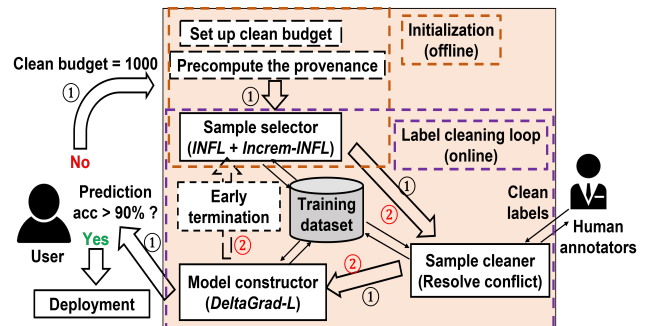 Set up clean budget
Initialization
(offline)
Clean budget = 1000
Precompute the provenance
①
①
Sample selector
(INFL + Increm-INFL)
Label cleaning loop
(online)
No
①
Prediction
acc > 90% ?
Yes
User
①
Early
termination
②
Training
dataset
②
Clean
labels
Human
annotators
Deployment
Model constructor
(DeltaGrad-L)
②
①
Sample cleaner
(Resolve conflict)